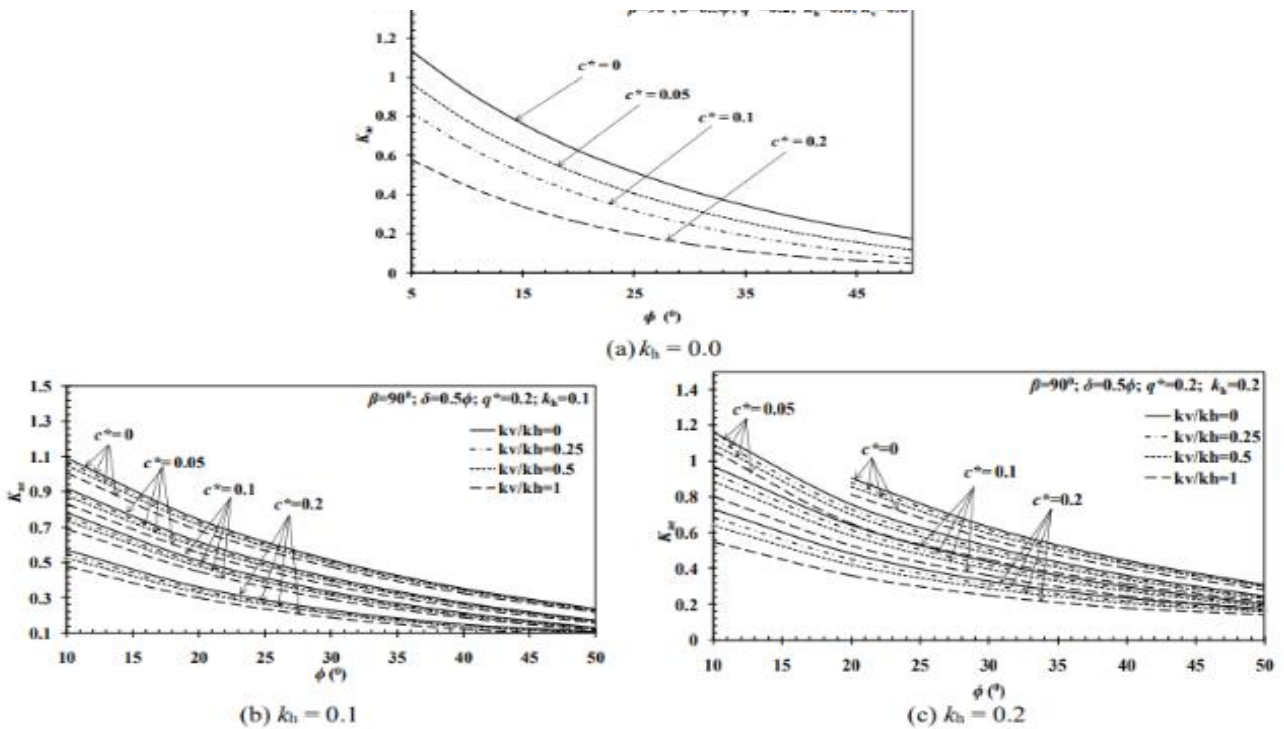 1.2
1
0.8
0.6
0.4
0.2
0
K
5
15
25
35
45
ϕ (º)
c*= 0
c*= 0.05
c*= 0.1
c*= 0.2
(a) kh = 0.0
1.5
1.3
1.1
0.9
0.7
0.5
0.3
0.1
K
10 15 20 25 30 35 40 45 50
ϕ (º)
β=90º; δ=0.5ϕ; q*=0.2; kh=0.1
kv/kh=0
kv/kh=0.25
kv/kh=0.5
kv/kh=1
c*=0
c*=0.05
c*=0.1
c*=0.2
(b) kh = 0.1
1.4
1.2
1
0.8
0.6
0.4
0.2
0
K
10 15 20 25 30 35 40 45 50
ϕ (º)
β=90º; δ=0.5ϕ; q*=0.2; kh=0.2
kv/kh=0
kv/kh=0.25
kv/kh=0.5
kv/kh=1
c*=0.05
c*=0
c*=0.1
c*=0.2
(c) kh = 0.2